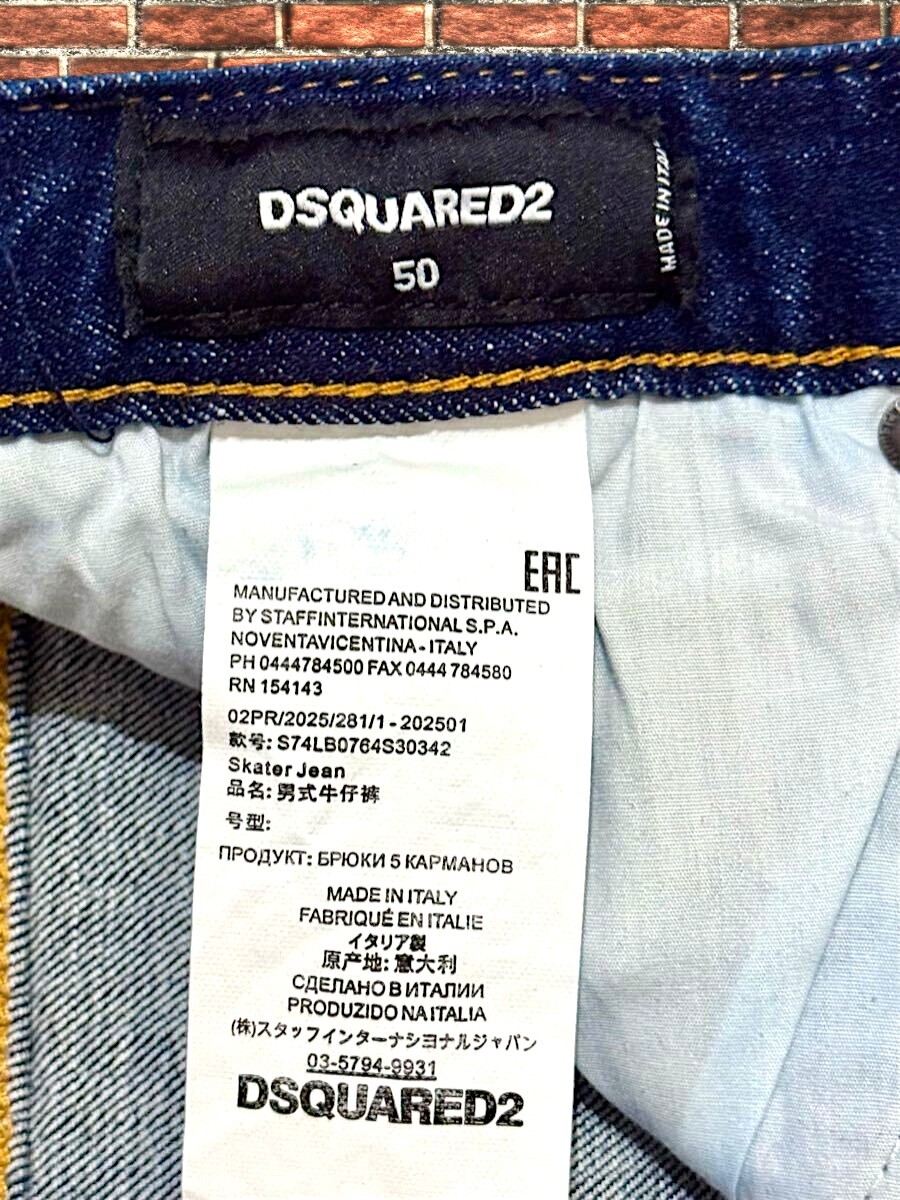 DSQUARED2
50
MADE IN ITALY
EAC
MANUFACTURED AND DISTRIBUTED
BY STAFFINTERNATIONAL S.P.A.
NOVENTAVICENTINA - ITALY
PH 0444784500 FAX 0444 784580
RN 154143
02PR/2025/281/1 - 202501
款号: S74LB0764S30342
Skater Jean
品名: 男式牛仔裤
号型:
ПРОДУКТ: БРЮКИ 5 КАРМАНОВ
MADE IN ITALY
FABRIQUÉ EN ITALIE
イタリア製
原产地: 意大利
СДЕЛАНО В ИТАЛИИ
PRODUZIDO NA ITALIA
(株)スタッフインターナシヨナルジャパン
03-5794-9931
DSQUARED2